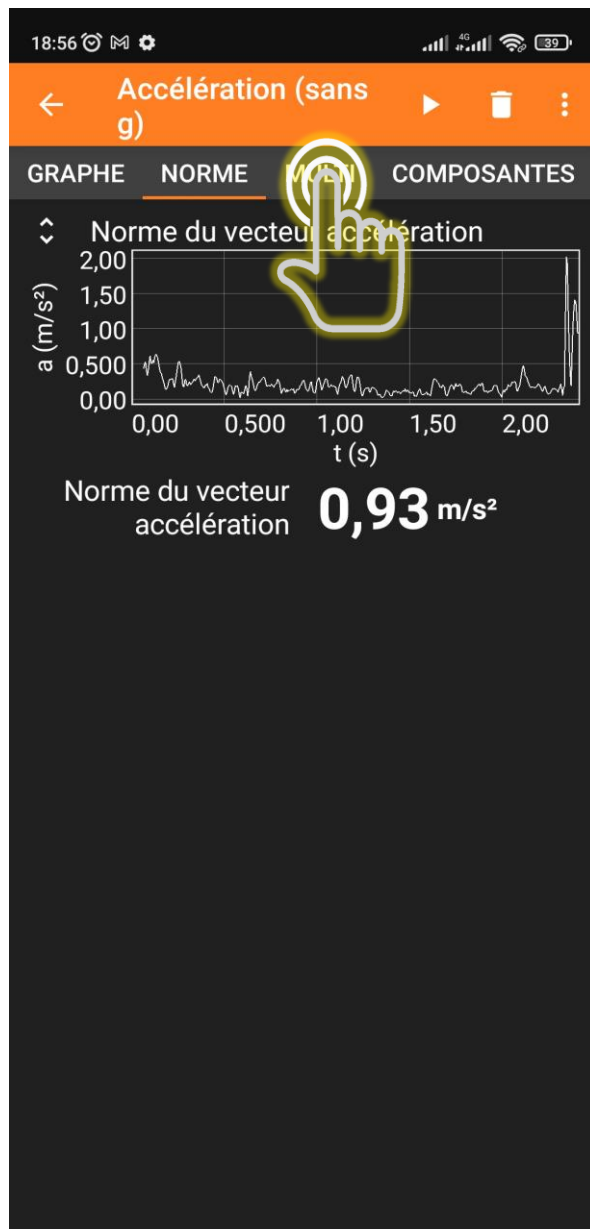 18:56
4G
39
Accélération (sans
g)
GRAPHE NORME MULTI COMPOSANTES
Norme du vecteur accélération
2,00
1,50
1,00
0,500
0,00
a (m/s²)
0,00 0,500 1,00 1,50 2,00
t (s)
Norme du vecteur
accélération
0,93 m/s²